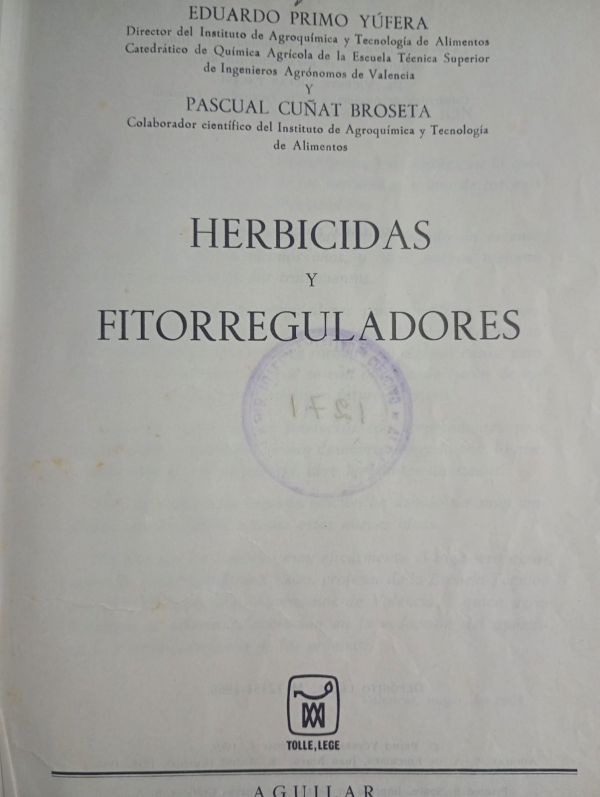 EDUARDO PRIMO YÚFERA
Director del Instituto de Agroquímica y Tecnología de Alimentos
Catedrático de Química Agrícola de la Escuela Técnica Superior
de Ingenieros Agrónomos de Valencia
Y
PASCUAL CUÑAT BROSETA
Colaborador científico del Instituto de Agroquímica y Tecnología
de Alimentos
HERBICIDAS
Y
FITORREGULADORES
1271
TOLLE, LEGE
AGUILAR